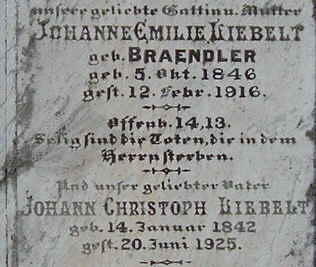 unsere geliebte Gattin u. Mutter
JOHANNE EMILIE LIEBELT
geb. BRAENDLER
geb. 5. Okt. 1846
gest. 12. Febr. 1916.
Offenb. 14,13.
Selig sind die Toten, die in dem
Herrn sterben.
Und unser geliebter Vater
JOHANN CHRISTOPH LIEBELT
geb. 14. Januar 1842
gest. 20. Juni 1925.